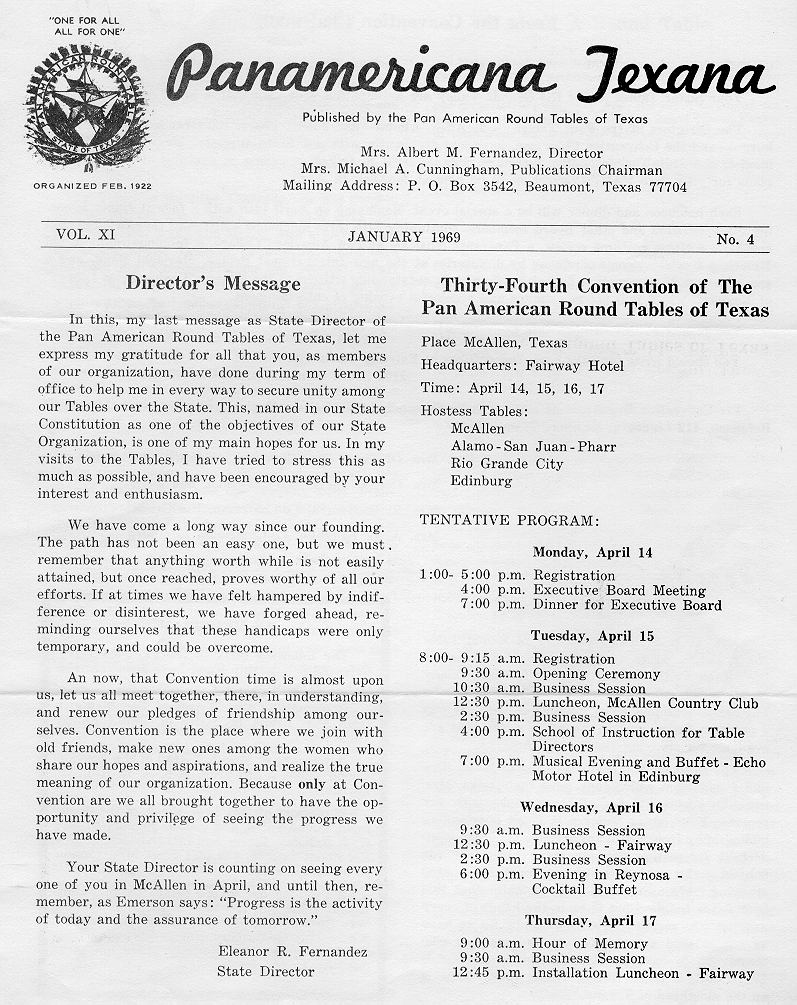 "ONE FOR ALL
ALL FOR ONE"
PAN AMERICAN ROUND TABLE
STATE OF TEXAS
ORGANIZED FEB. 1922
Panamericana Texana
Published by the Pan American Round Tables of Texas
Mrs. Albert M. Fernandez, Director
Mrs. Michael A. Cunningham, Publications Chairman
Mailing Address: P. O. Box 3542, Beaumont, Texas 77704
VOL. XI JANUARY 1969 No. 4
Director's Message
In this, my last message as State Director of
the Pan American Round Tables of Texas, let me
express my gratitude for all that you, as members
of our organization, have done during my term of
office to help me in every way to secure unity among
our Tables over the State. This, named in our State
Constitution as one of the objectives of our State
Organization, is one of my main hopes for us. In my
visits to the Tables, I have tried to stress this as
much as possible, and have been encouraged by your
interest and enthusiasm.
We have come a long way since our founding.
The path has not been an easy one, but we must
remember that anything worth while is not easily
attained, but once reached, proves worthy of all our
efforts. If at times we have felt hampered by indif-
ference or disinterest, we have forged ahead, re-
minding ourselves that these handicaps were only
temporary, and could be overcome.
An now, that Convention time is almost upon
us, let us all meet together, there, in understanding,
and renew our pledges of friendship among our-
selves. Convention is the place where we join with
old friends, make new ones among the women who
share our hopes and aspirations, and realize the true
meaning of our organization. Because only at Con-
vention are we all brought together to have the op-
portunity and privilege of seeing the progress we
have made.
Your State Director is counting on seeing every
one of you in McAllen in April, and until then, re-
member, as Emerson says: "Progress is the activity
of today and the assurance of tomorrow."
Eleanor R. Fernandez
State Director
Thirty-Fourth Convention of The
Pan American Round Tables of Texas
Place McAllen, Texas
Headquarters: Fairway Hotel
Time: April 14, 15, 16, 17
Hostess Tables:
McAllen
Alamo - San Juan - Pharr
Rio Grande City
Edinburg
TENTATIVE PROGRAM:
Monday, April 14
1:00- 5:00 p.m. Registration
4:00 p.m. Executive Board Meeting
7:00 p.m. Dinner for Executive Board
Tuesday, April 15
8:00- 9:15 a.m. Registration
9:30 a.m. Opening Ceremony
10:30 a.m. Business Session
12:30 p.m. Luncheon, McAllen Country Club
2:30 p.m. Business Session
4:00 p.m. School of Instruction for Table
Directors
7:00 p.m. Musical Evening and Buffet - Echo
Motor Hotel in Edinburg
Wednesday, April 16
9:30 a.m. Business Session
12:30 p.m. Luncheon - Fairway
2:30 p.m. Business Session
6:00 p.m. Evening in Reynosa -
Cocktail Buffet
Thursday, April 17
9:00 a.m. Hour of Memory
9:30 a.m. Business Session
12:45 p.m. Installation Luncheon - Fairway